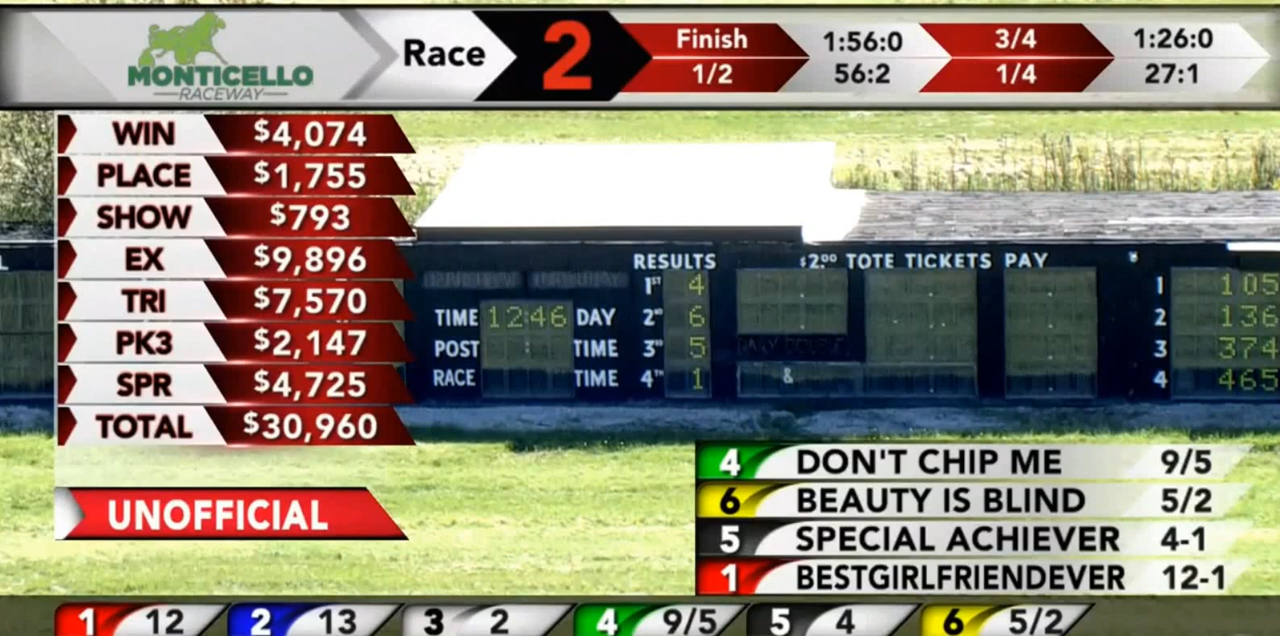 MONTICELLO
RACEWAY
Race 2
Finish 1:56:0 3/4 1:26:0
1/2 56:2 1/4 27:1
WIN $4,074
PLACE $1,755
SHOW $793
EX $9,896
TRI $7,570
PK3 $2,147
SPR $4,725
TOTAL $30,960
UNOFFICIAL
RESULTS $2.00 TOTE TICKETS PAY
1ST 4
TIME 12:46 DAY 2ND 6
POST TIME 3RD 5
RACE TIME 4TH 1
&
1 105
2 136
3 374
4 465
4 DON'T CHIP ME 9/5
6 BEAUTY IS BLIND 5/2
5 SPECIAL ACHIEVER 4-1
1 BESTGIRLFRIENDEVER 12-1
1 12 2 13 3 2 4 9/5 5 4 6 5/2